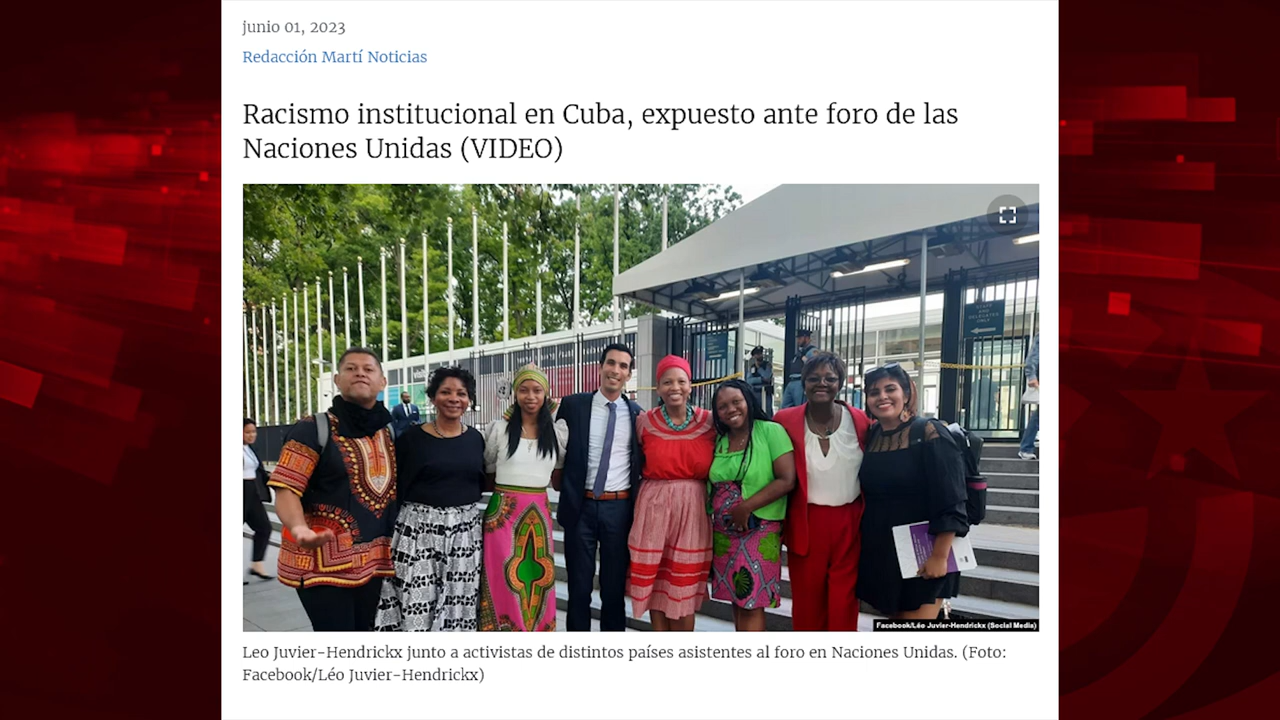 junio 01, 2023
Redacción Martí Noticias
Racismo institucional en Cuba, expuesto ante foro de las
Naciones Unidas (VIDEO)
Facebook/Léo Juvier-Hendrickx (Social Media)
Leo Juvier-Hendrickx junto a activistas de distintos países asistentes al foro en Naciones Unidas. (Foto:
Facebook/Léo Juvier-Hendrickx)